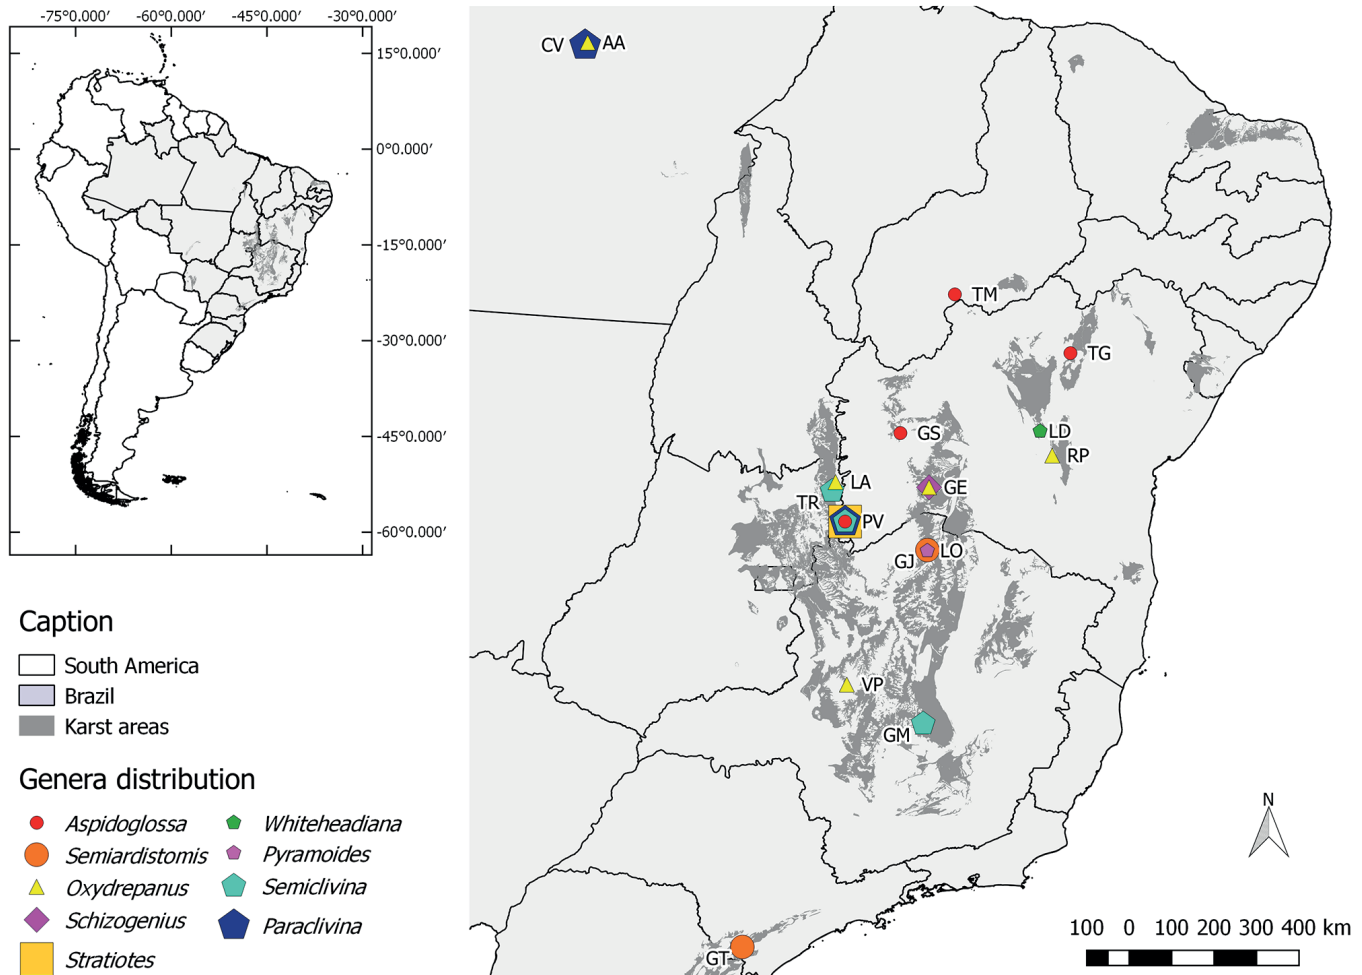 -75°0.000′ -60°0.000′ -45°0.000′ -30°0.000′
15°0.000′
0°0.000′
-15°0.000′
-30°0.000′
-45°0.000′
-60°0.000′
CV AA
TM
TG
GS
LD
RP
LA
GE
TR
PV
LO
GJ
VP
GM
GT
N
100 0 100 200 300 400 km
Caption
South America
Brazil
Karst areas
Genera distribution
Aspidoglossa
Semiardistomis
Oxydrepanus
Schizogenius
Stratiotes
Whiteheadiana
Pyramoides
Semiclivina
Paraclivina